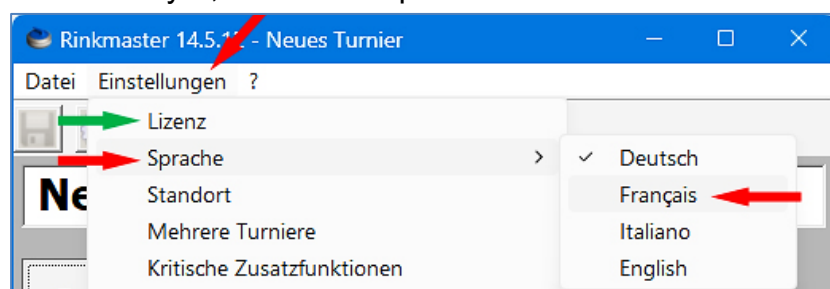 Rinkmaster 14.5.12 - Neues Turnier
Datei Einstellungen ?
Lizenz
Sprache
Deutsch
Ne
Standort
Français
Mehrere Turniere
Italiano
Kritische Zusatzfunktionen
English